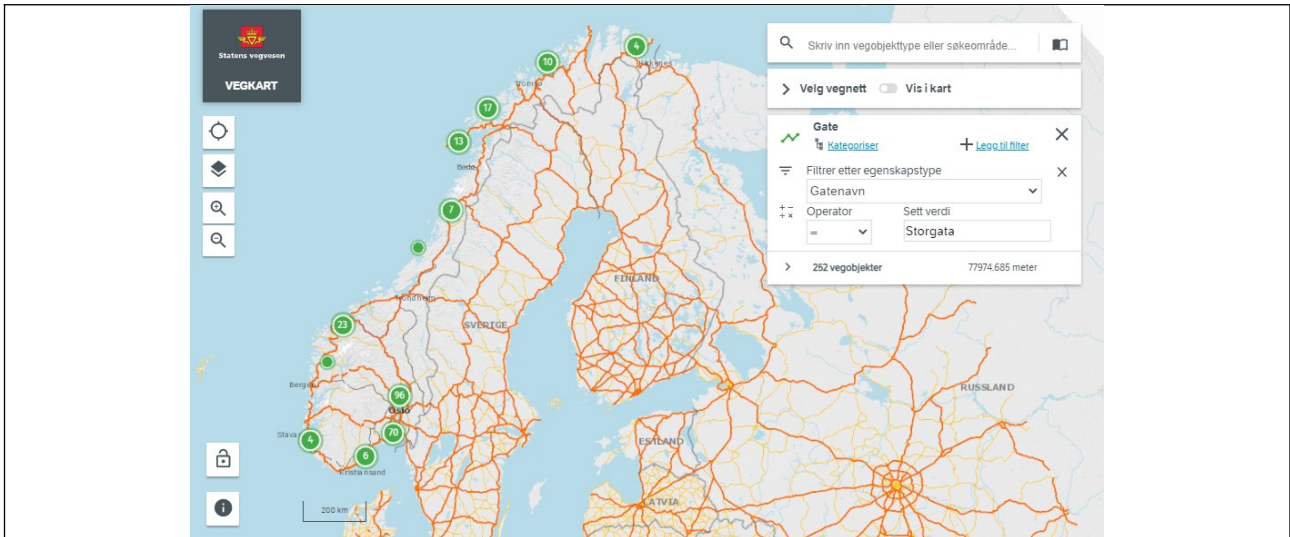 Statens vegvesen
VEGKART
Skriv inn vegobjekttype eller søkeområde...
Velg vegnett Vis i kart
Gate
Kategoriser Legg til filter
Filtrer etter egenskapstype
Gatenavn
Operator Sett verdi
= Storgata
252 vegobjekter 77974.685 meter
4
10
Tromsø
17
13
Bodø
7
FINLAND
Trondheim
23
SVERIGE
RUSSLAND
96
Oslo
70
4
ESTLAND
6
Kristiansand
LATVIA
200 km